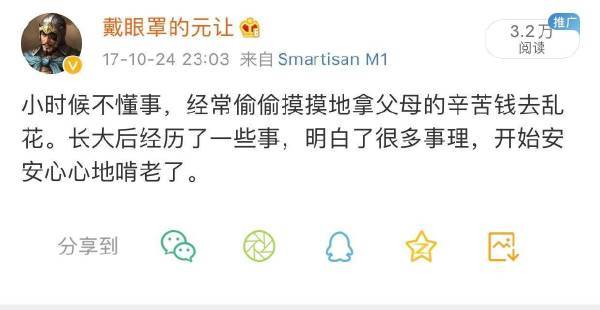 戴眼罩的元让
3.2万
推广
阅读
17-10-24 23:03 来自 Smartisan M1
小时候不懂事，经常偷偷摸摸地拿父母的辛苦钱去乱
花。长大后经历了一些事，明白了很多事理，开始安
安心心地啃老了。
分享到